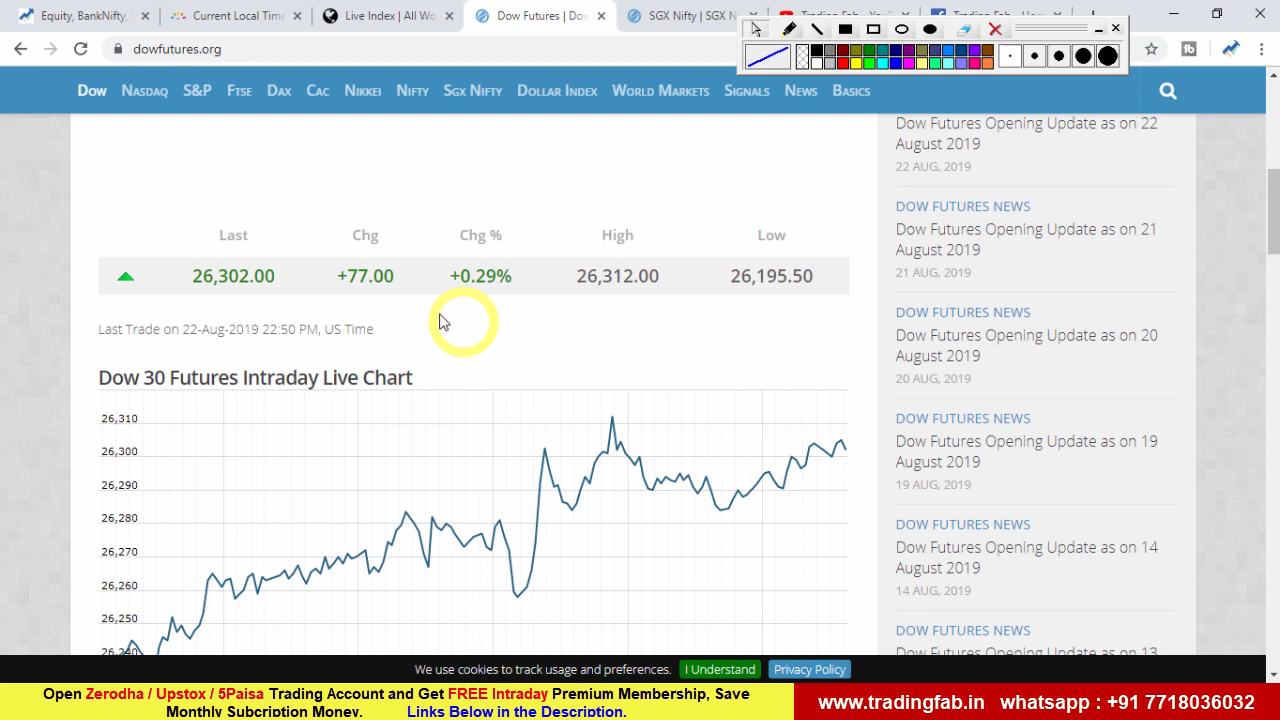 Equity, BankNifty,
Current Local Time
Live Index | All Wo
Dow Futures | Dow
SGX Nifty | SGX N
dowfutures.org
Dow Nasdaq S&P Ftse Dax Cac Nikkei Nifty Sgx Nifty Dollar Index World Markets Signals News Basics
Last Chg Chg % High Low
26,302.00 +77.00 +0.29% 26,312.00 26,195.50
Last Trade on 22-Aug-2019 22:50 PM, US Time
Dow 30 Futures Intraday Live Chart
26,310
26,300
26,290
26,280
26,270
26,260
26,250
26,240
Dow Futures Opening Update as on 22
August 2019
22 AUG, 2019
DOW FUTURES NEWS
Dow Futures Opening Update as on 21
August 2019
21 AUG, 2019
DOW FUTURES NEWS
Dow Futures Opening Update as on 20
August 2019
20 AUG, 2019
DOW FUTURES NEWS
Dow Futures Opening Update as on 19
August 2019
19 AUG, 2019
DOW FUTURES NEWS
Dow Futures Opening Update as on 14
August 2019
14 AUG, 2019
DOW FUTURES NEWS
Dow Futures Opening Update as on 13
We use cookies to track usage and preferences. I Understand Privacy Policy
Open Zerodha / Upstox / 5Paisa Trading Account and Get FREE Intraday Premium Membership, Save
Monthly Subcription Money. Links Below in the Description.
www.tradingfab.in whatsapp : +91 7718036032